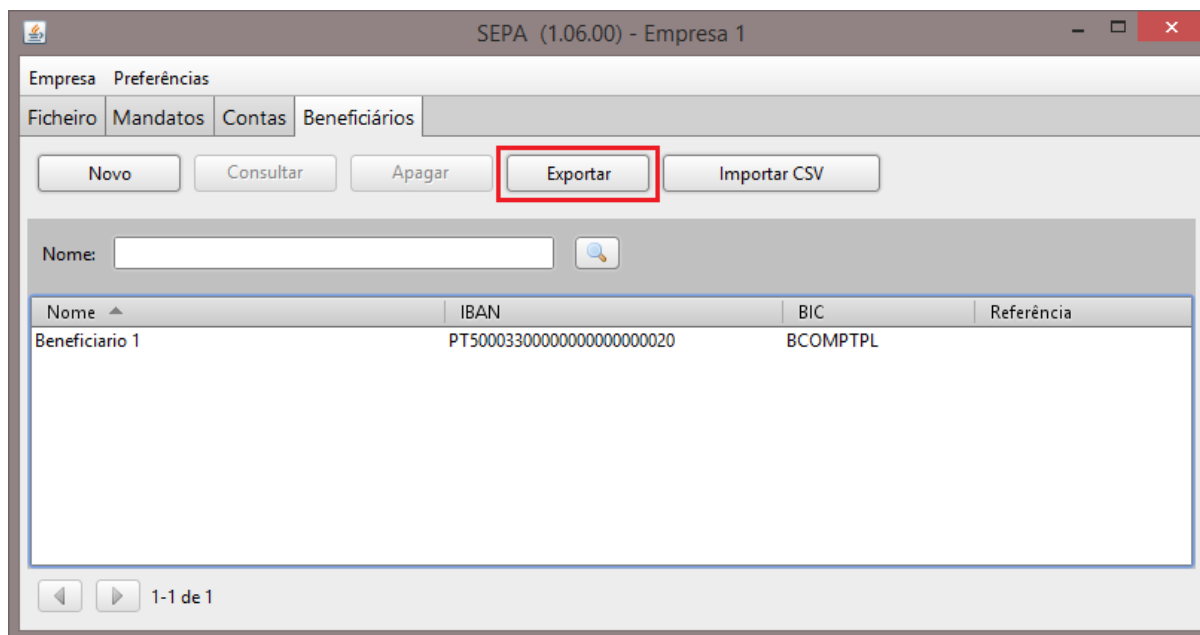 SEPA (1.06.00) - Empresa 1
Empresa Preferências
Ficheiro Mandatos Contas Beneficiários
Novo Consultar Apagar Exportar Importar CSV
Nome:
Nome IBAN BIC Referência
Beneficiario 1 PT50003300000000000000020 BCOMPTPL
1-1 de 1